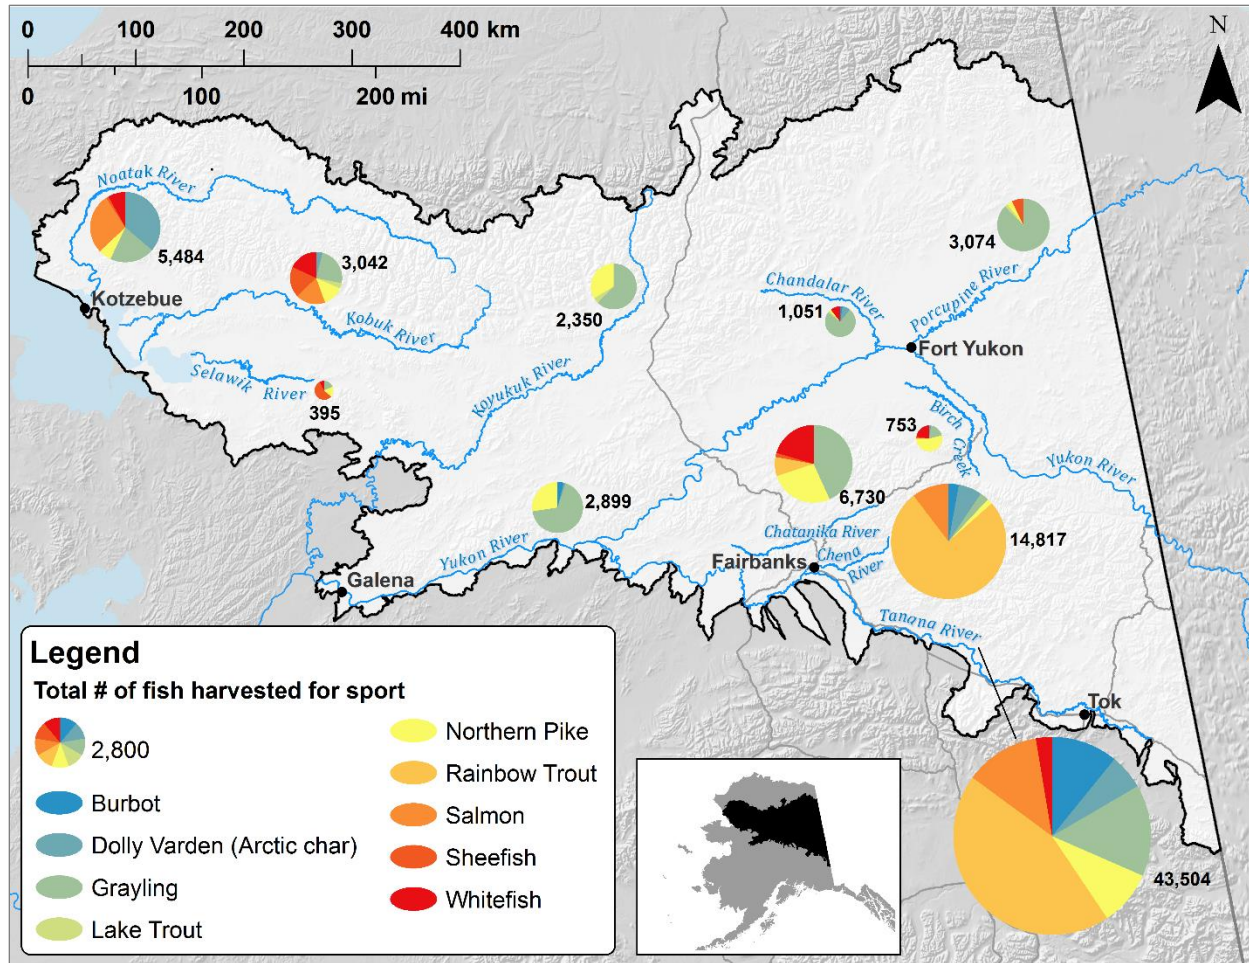 0 100 200 300 400 km
0 100 200 mi
N
Noatak River
5,484
3,042
Kotzebue
Kobuk River
Selawik River
395
2,350
Koyukuk River
3,074
Chandalar River
1,051
Porcupine River
Fort Yukon
753
Birch Creek
Yukon River
6,730
2,899
Chatanika River
14,817
Yukon River
Fairbanks
Chena River
Galena
Tanana River
Tok
43,504
Legend
Total # of fish harvested for sport
2,800
Burbot
Dolly Varden (Arctic char)
Grayling
Lake Trout
Northern Pike
Rainbow Trout
Salmon
Sheefish
Whitefish